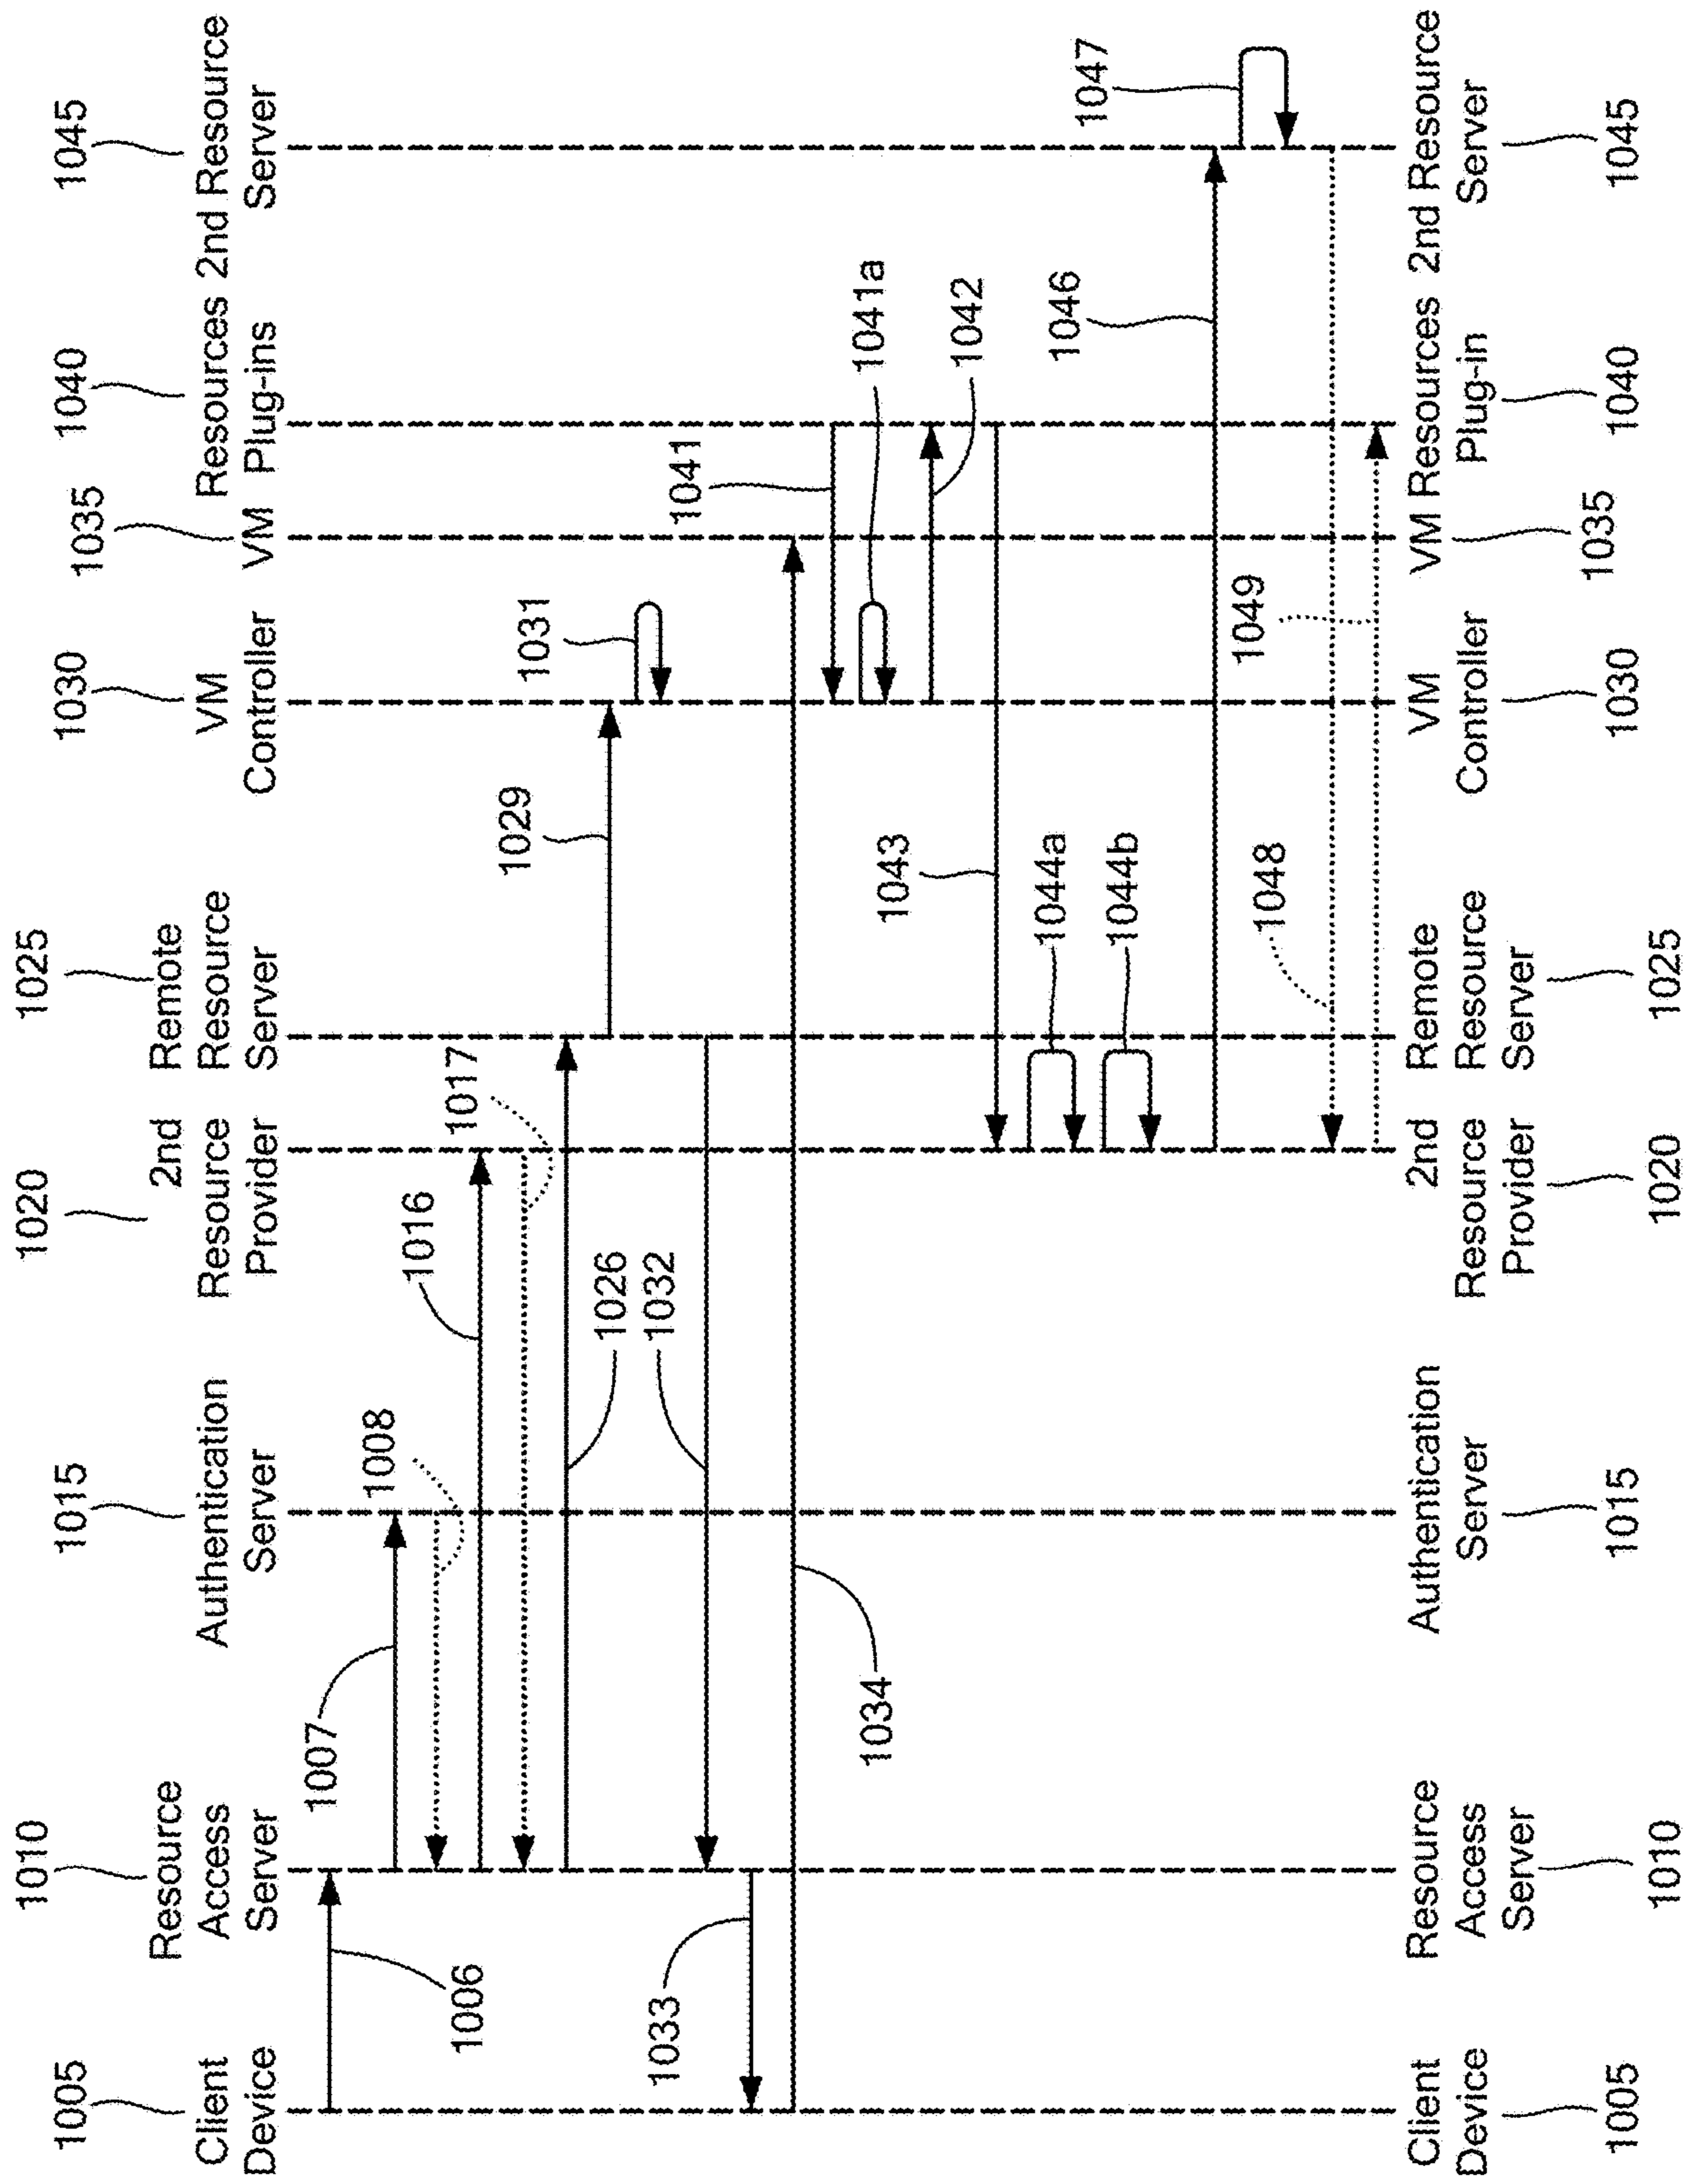 1005
1010
1015
1020
1025
1030
1035
1040
1045
Client
Device
Resource
Access
Server
Authentication
Server
2nd
Resource
Provider
Remote
Resource
Server
VM
Controller
VM
Resources
Plug-ins
2nd Resource
Server
1006
1007
1008
1016
1017
1026
1029
1031
1032
1033
1034
1041
1041a
1042
1043
1044a
1044b
1046
1047
1048
1049
Client
Device
Resource
Access
Server
Authentication
Server
2nd
Resource
Provider
Remote
Resource
Server
VM
Controller
VM
Resources
Plug-in
2nd Resource
Server
1005
1010
1015
1020
1025
1030
1035
1040
1045